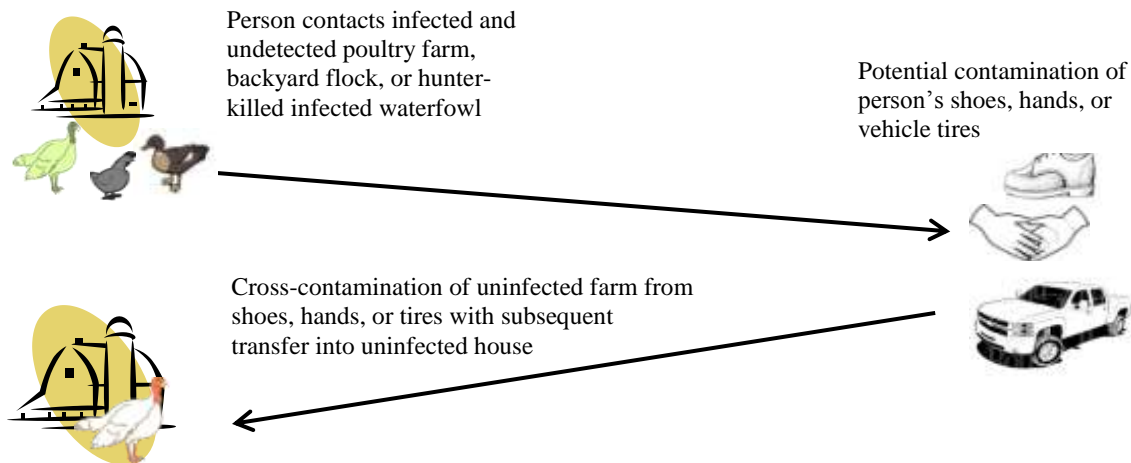 Person contacts infected and
undetected poultry farm,
backyard flock, or hunter-
killed infected waterfowl
Potential contamination of
person’s shoes, hands, or
vehicle tires
Cross-contamination of uninfected farm from
shoes, hands, or tires with subsequent
transfer into uninfected house